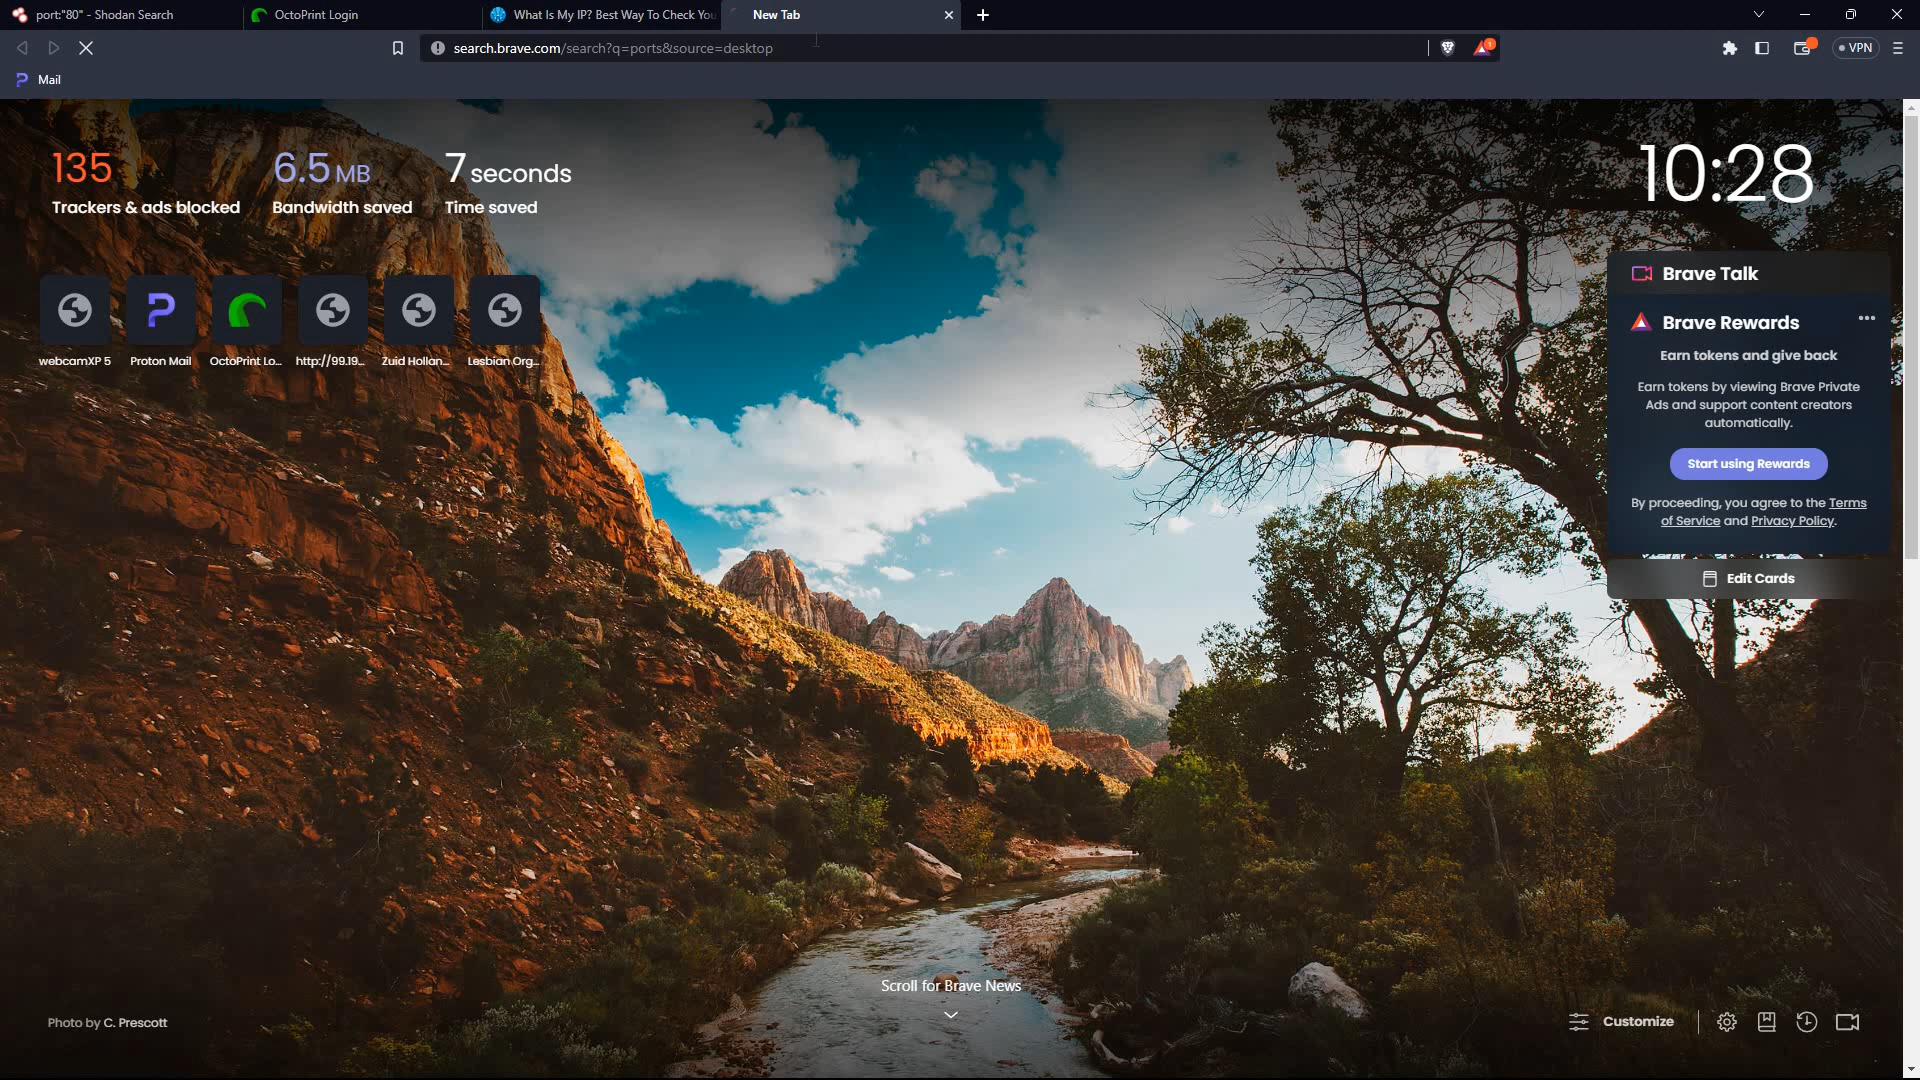 port:"80" - Shodan Search
OctoPrint Login
What Is My IP? Best Way To Check You
New Tab
search.brave.com/search?q=ports&source=desktop
1
VPN
Mail
135
Trackers & ads blocked
6.5 MB
Bandwidth saved
7 seconds
Time saved
10:28
webcamXP 5
Proton Mail
OctoPrint Lo...
http://99.19...
Zuid Hollan...
Lesbian Org...
Brave Talk
Brave Rewards
Earn tokens and give back
Earn tokens by viewing Brave Private
Ads and support content creators
automatically.
Start using Rewards
By proceeding, you agree to the Terms
of Service and Privacy Policy.
Edit Cards
Scroll for Brave News
Photo by C. Prescott
Customize